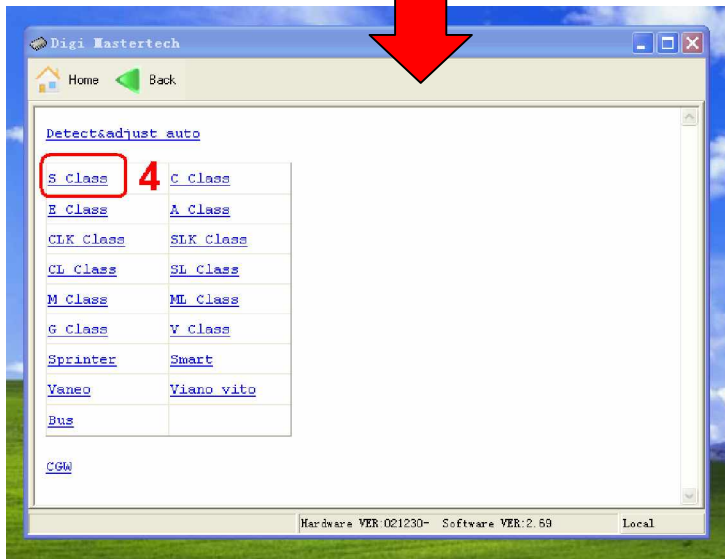 Digi Mastertech
Home Back
Detect&adjust auto
S Class 4 C Class
E Class A Class
CLK Class SLK Class
CL Class SL Class
M Class ML Class
G Class V Class
Sprinter Smart
Vaneo Viano vito
Bus
CGW
Hardware VER:021230- Software VER:2.69 Local